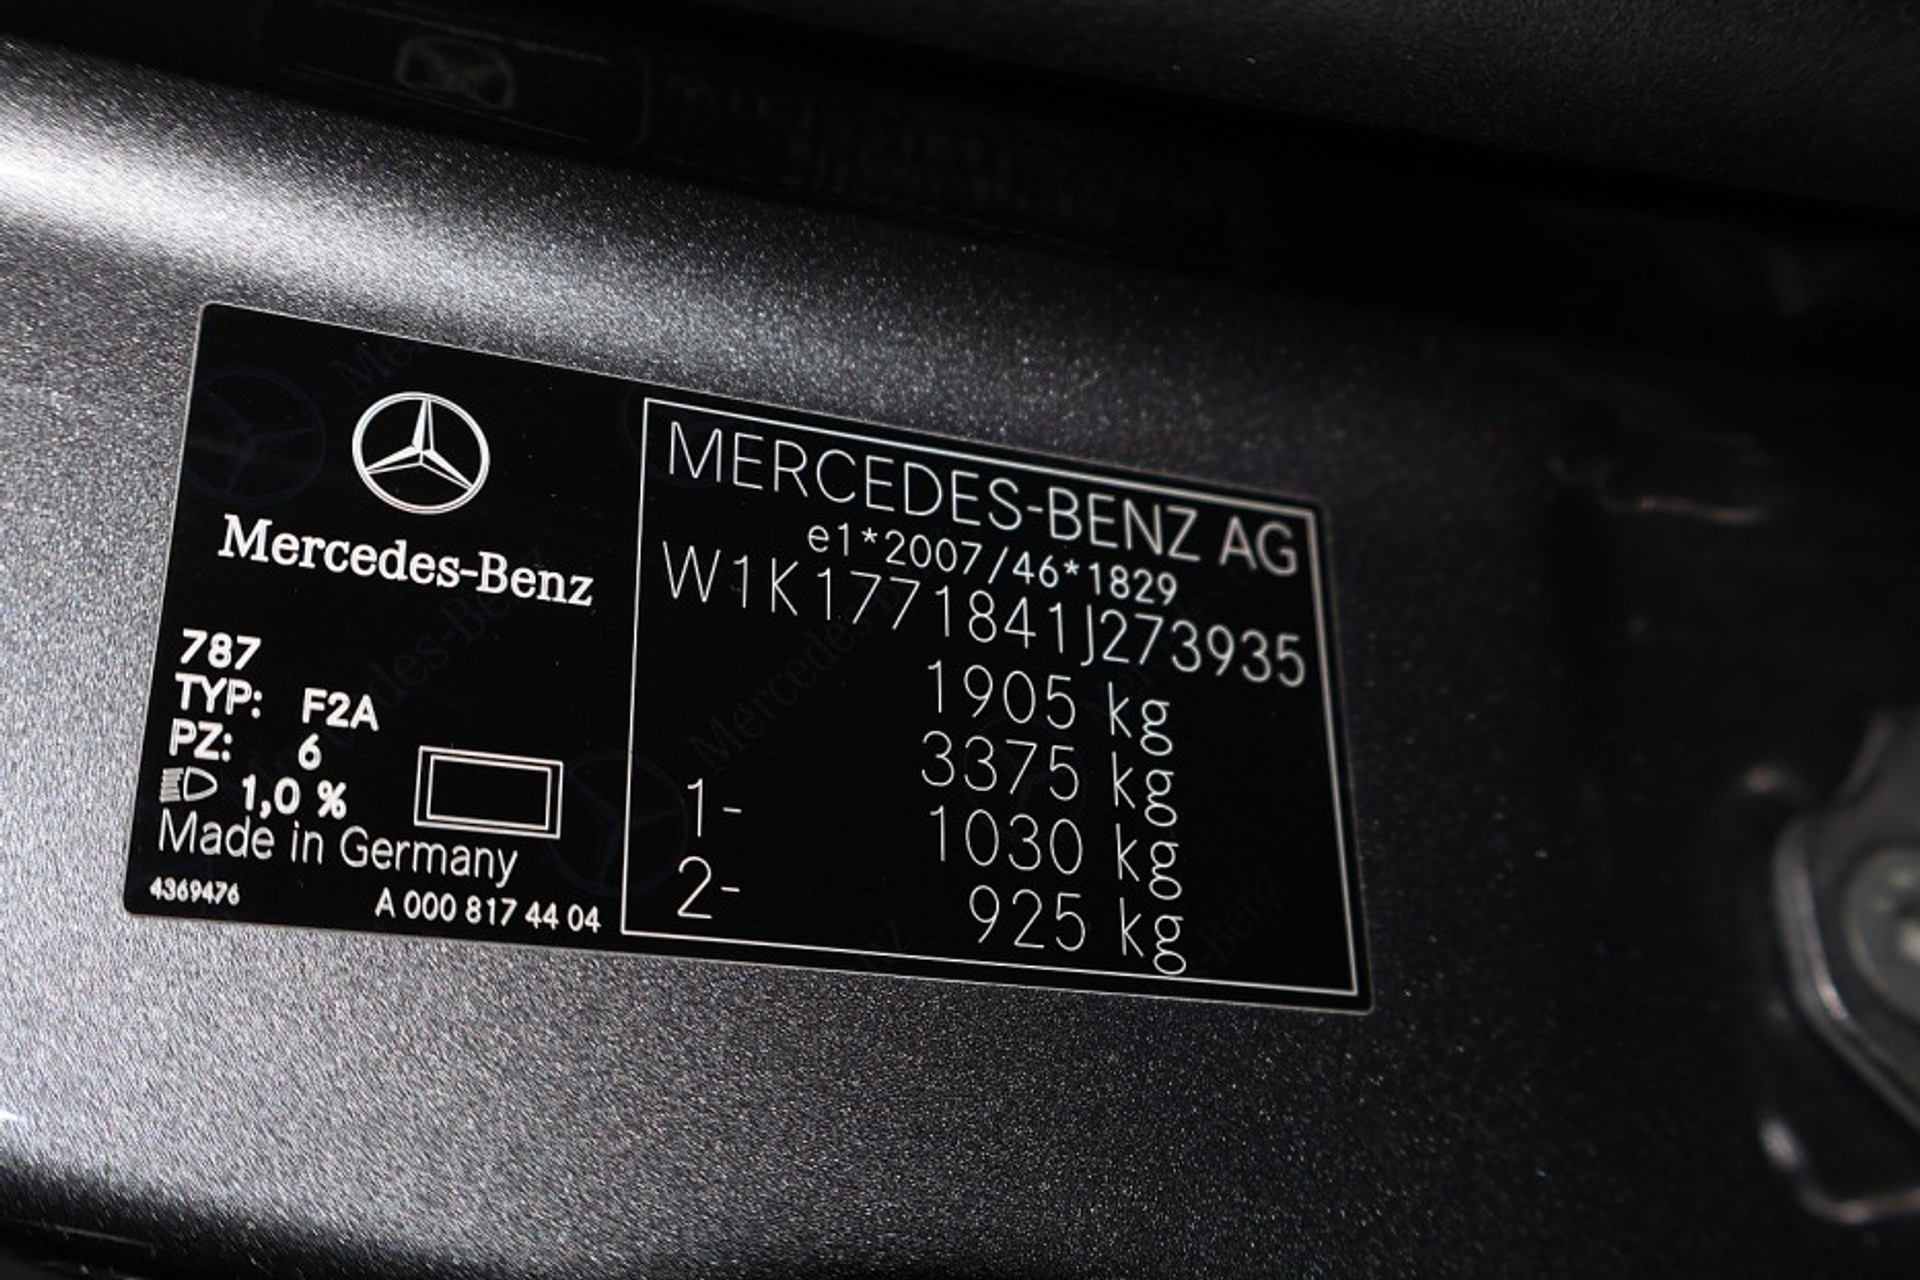 Mercedes-Benz
787
TYP: F2A
PZ: 6
1,0 %
Made in Germany
4369476
A 000 817 44 04
MERCEDES-BENZ AG
e1*2007/46*1829
W1K1771841J273935
1905 kg
3375 kg
1- 1030 kg
2- 925 kg